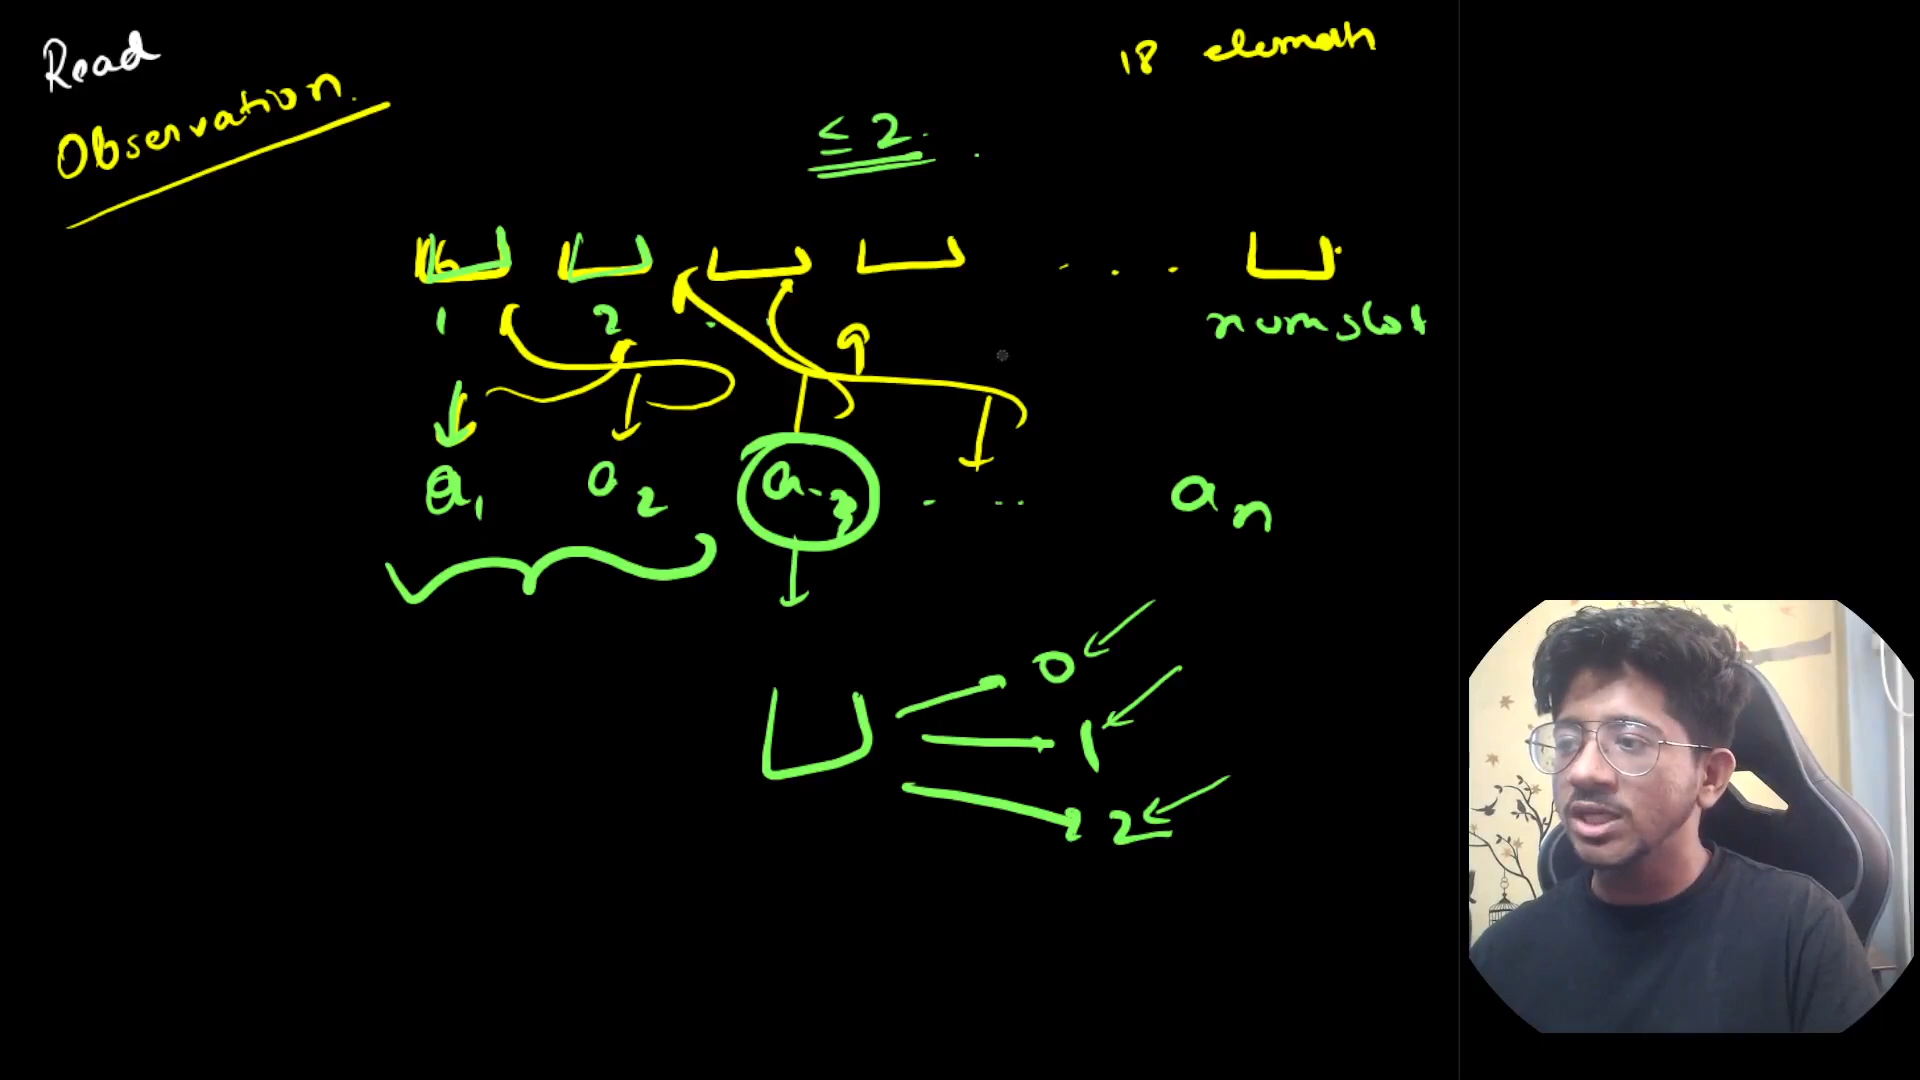 Read
18 elements
Observation.
≤ 2.
. . .
1 2 numslot
9
a1 a2 a3 . . . an
0
1
2